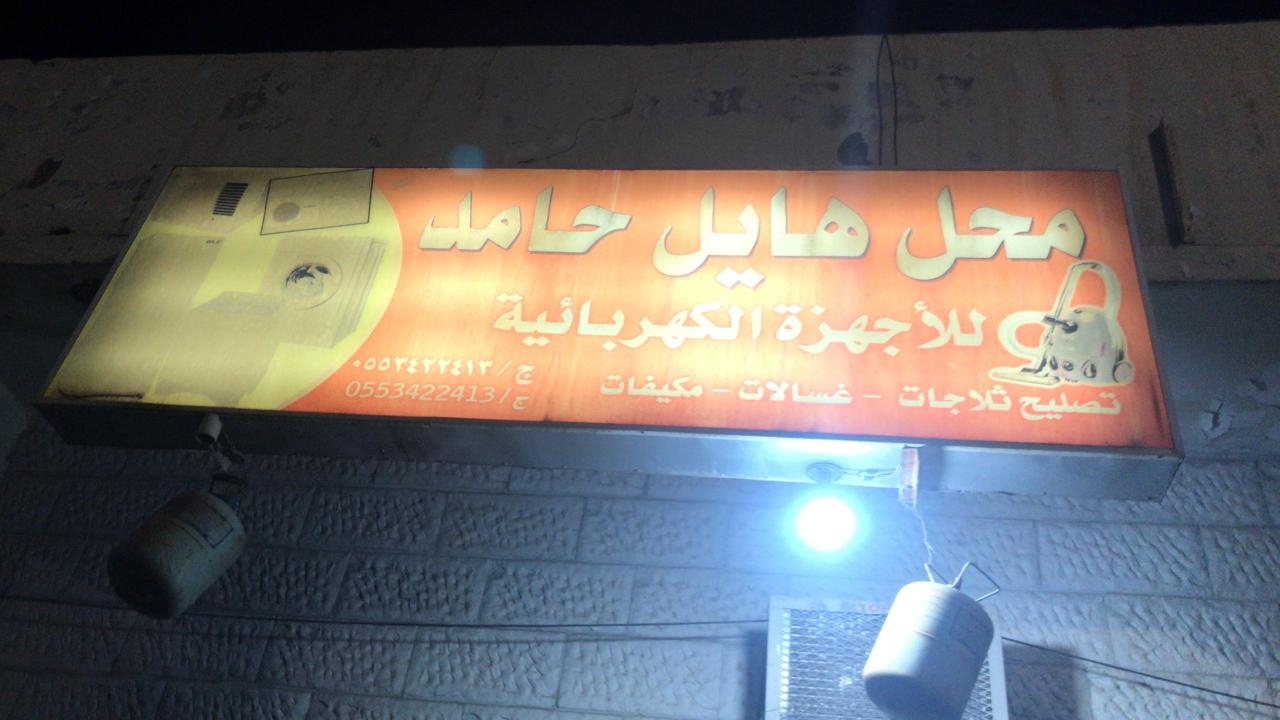 محل هايل حامد
للأجهزة الكهربائية
ج / ٠٥٥٣٤٢٢٤١٣
ج / 0553422413
تصليح ثلاجات - غسالات - مكيفات